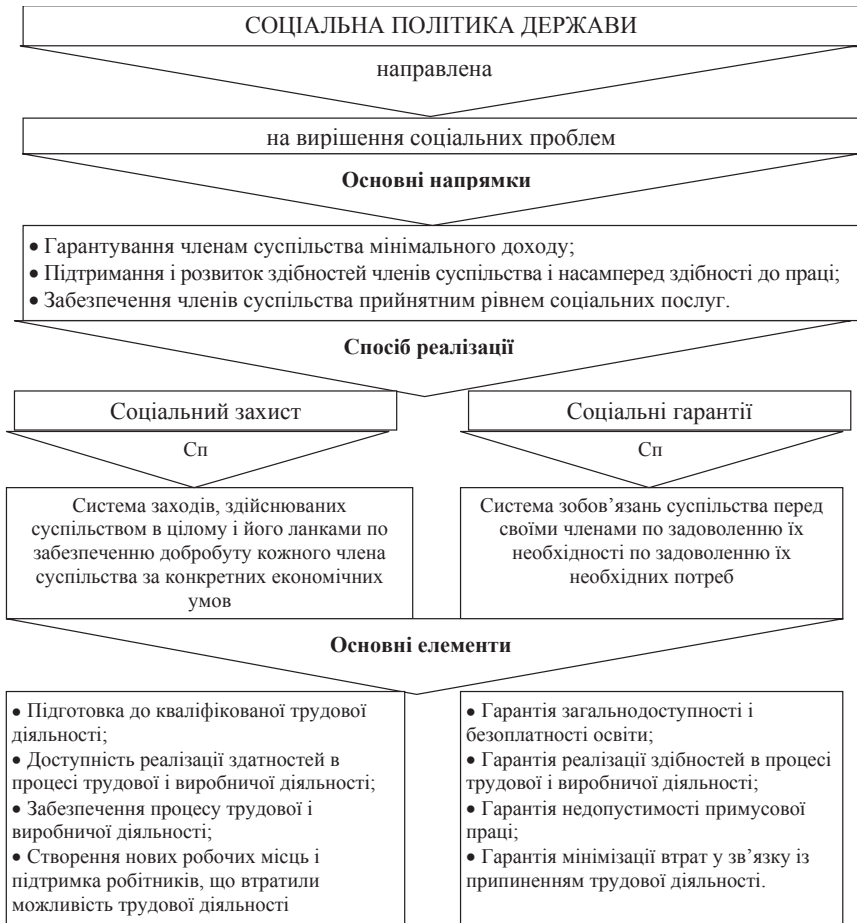 СОЦІАЛЬНА ПОЛІТИКА ДЕРЖАВИ
направлена
на вирішення соціальних проблем
Основні напрямки
• Гарантування членам суспільства мінімального доходу;
• Підтримання і розвиток здібностей членів суспільства і насамперед здібності до праці;
• Забезпечення членів суспільства прийнятним рівнем соціальних послуг.
Спосіб реалізації
Соціальний захист
Сп
Система заходів, здійснюваних
суспільством в цілому і його ланками по
забезпеченню добробуту кожного члена
суспільства за конкретних економічних
умов
Соціальні гарантії
Сп
Система зобов’язань суспільства перед
своїми членами по задоволенню їх
необхідності по задоволенню їх
необхідних потреб
Основні елементи
• Підготовка до кваліфікованої трудової
діяльності;
• Доступність реалізації здатностей в
процесі трудової і виробничої діяльності;
• Забезпечення процесу трудової і
виробничої діяльності;
• Створення нових робочих місць і
підтримка робітників, що втратили
можливість трудової діяльності
• Гарантія загальнодоступності і
безоплатності освіти;
• Гарантія реалізації здібностей в процесі
трудової і виробничої діяльності;
• Гарантія недопустимості примусової
праці;
• Гарантія мінімізації втрат у зв’язку із
припиненням трудової діяльності.